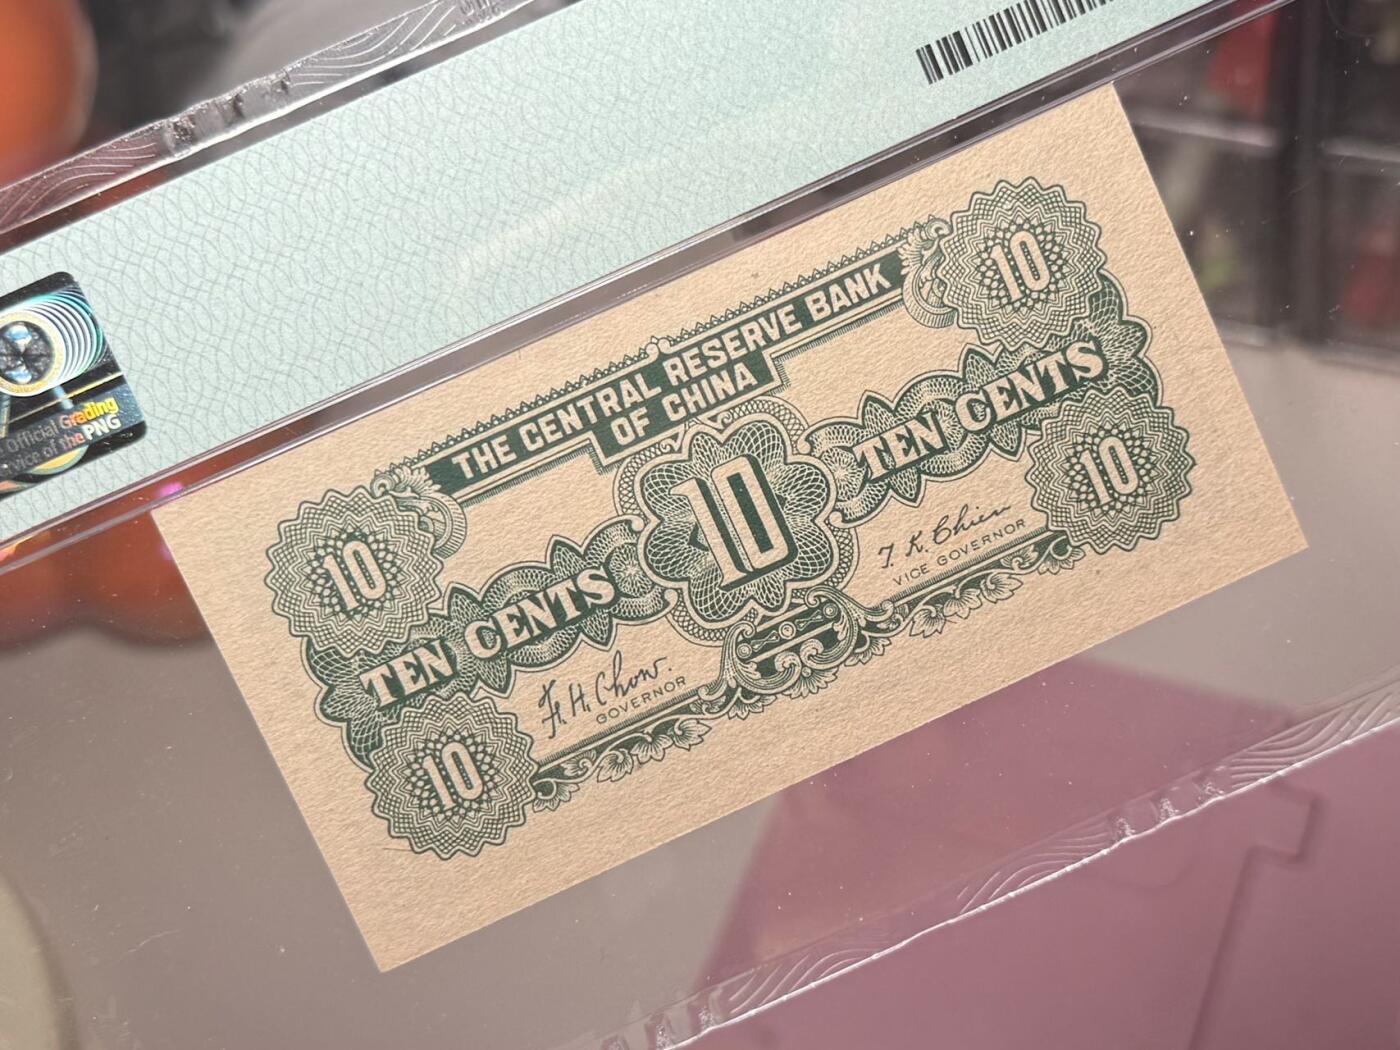 Official Grading
Service of the PNG
THE CENTRAL RESERVE BANK
OF CHINA
10
10
TEN CENTS
10
TEN CENTS
10
10
F. H. Chow.
GOVERNOR
T. K. Chien
VICE GOVERNOR